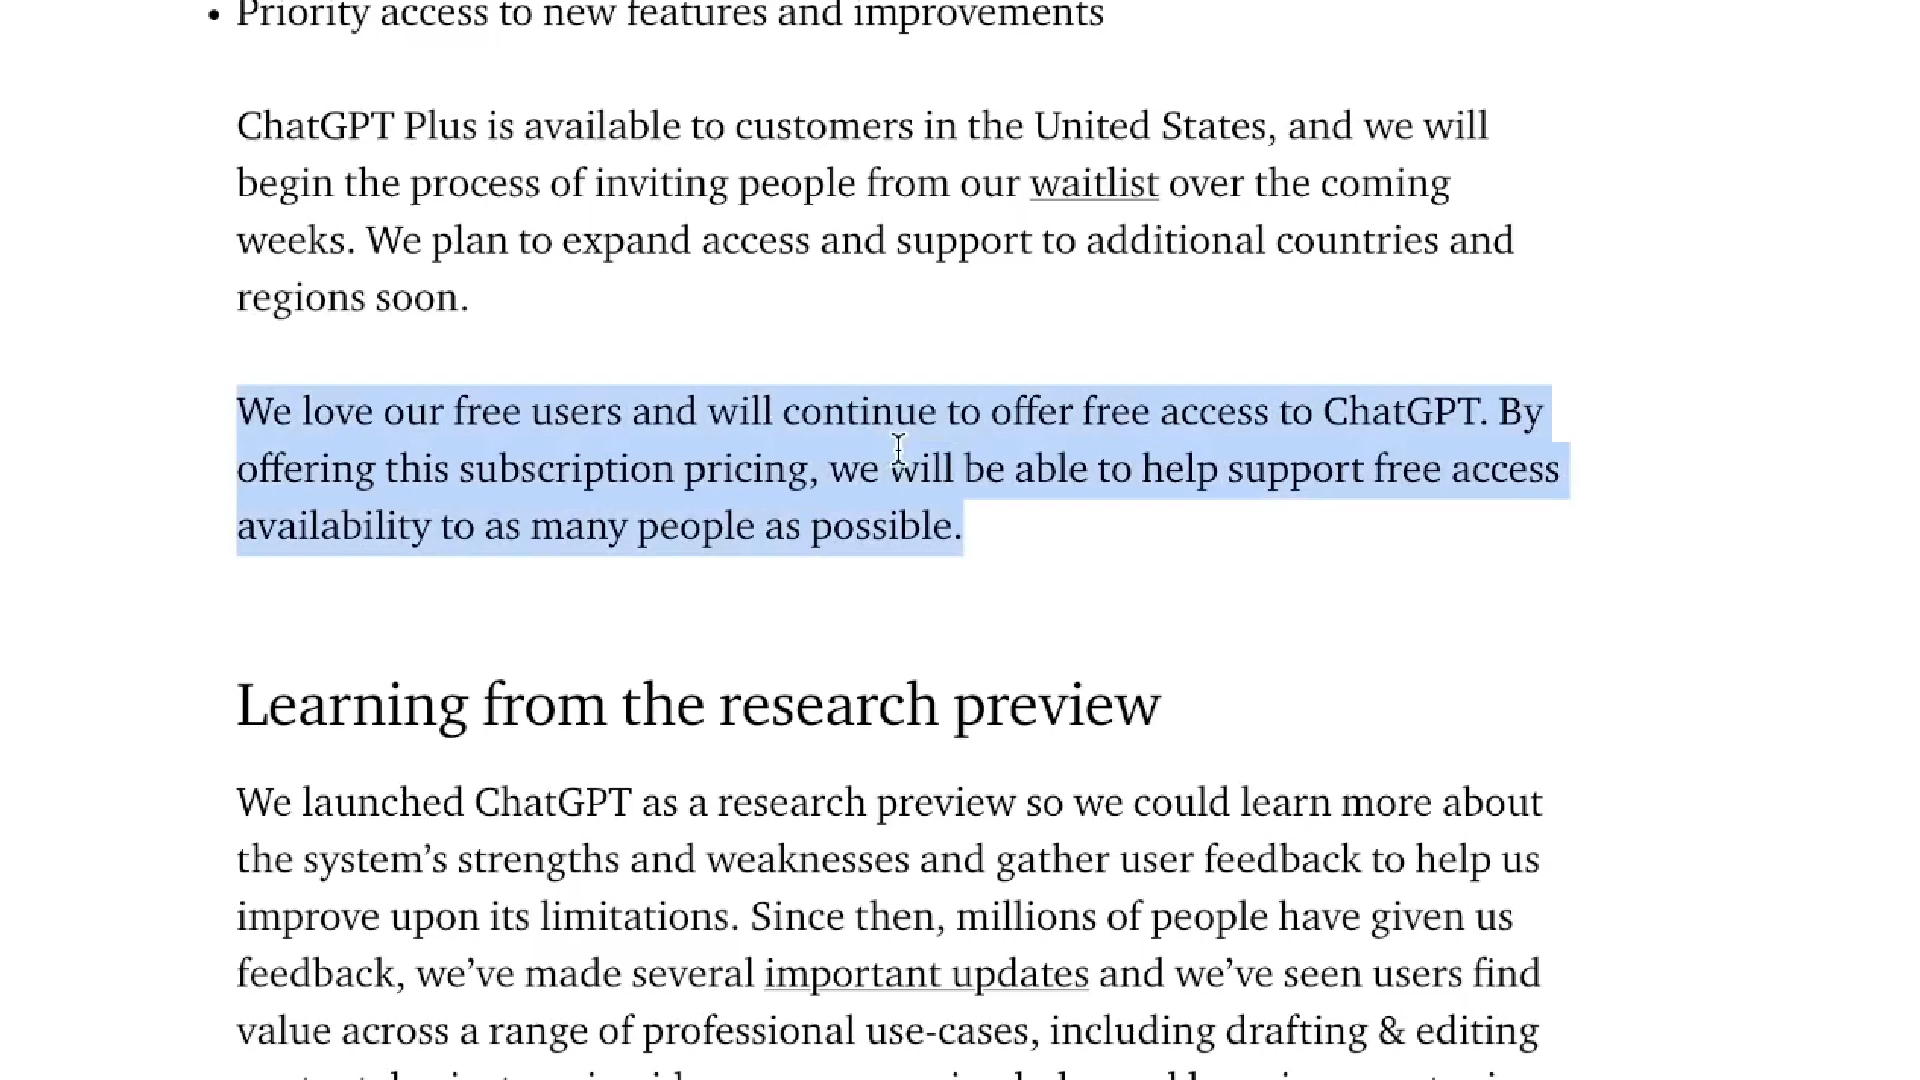 • Priority access to new features and improvements
ChatGPT Plus is available to customers in the United States, and we will
begin the process of inviting people from our waitlist over the coming
weeks. We plan to expand access and support to additional countries and
regions soon.
We love our free users and will continue to offer free access to ChatGPT. By
offering this subscription pricing, we will be able to help support free access
availability to as many people as possible.
Learning from the research preview
We launched ChatGPT as a research preview so we could learn more about
the system’s strengths and weaknesses and gather user feedback to help us
improve upon its limitations. Since then, millions of people have given us
feedback, we’ve made several important updates and we’ve seen users find
value across a range of professional use-cases, including drafting & editing